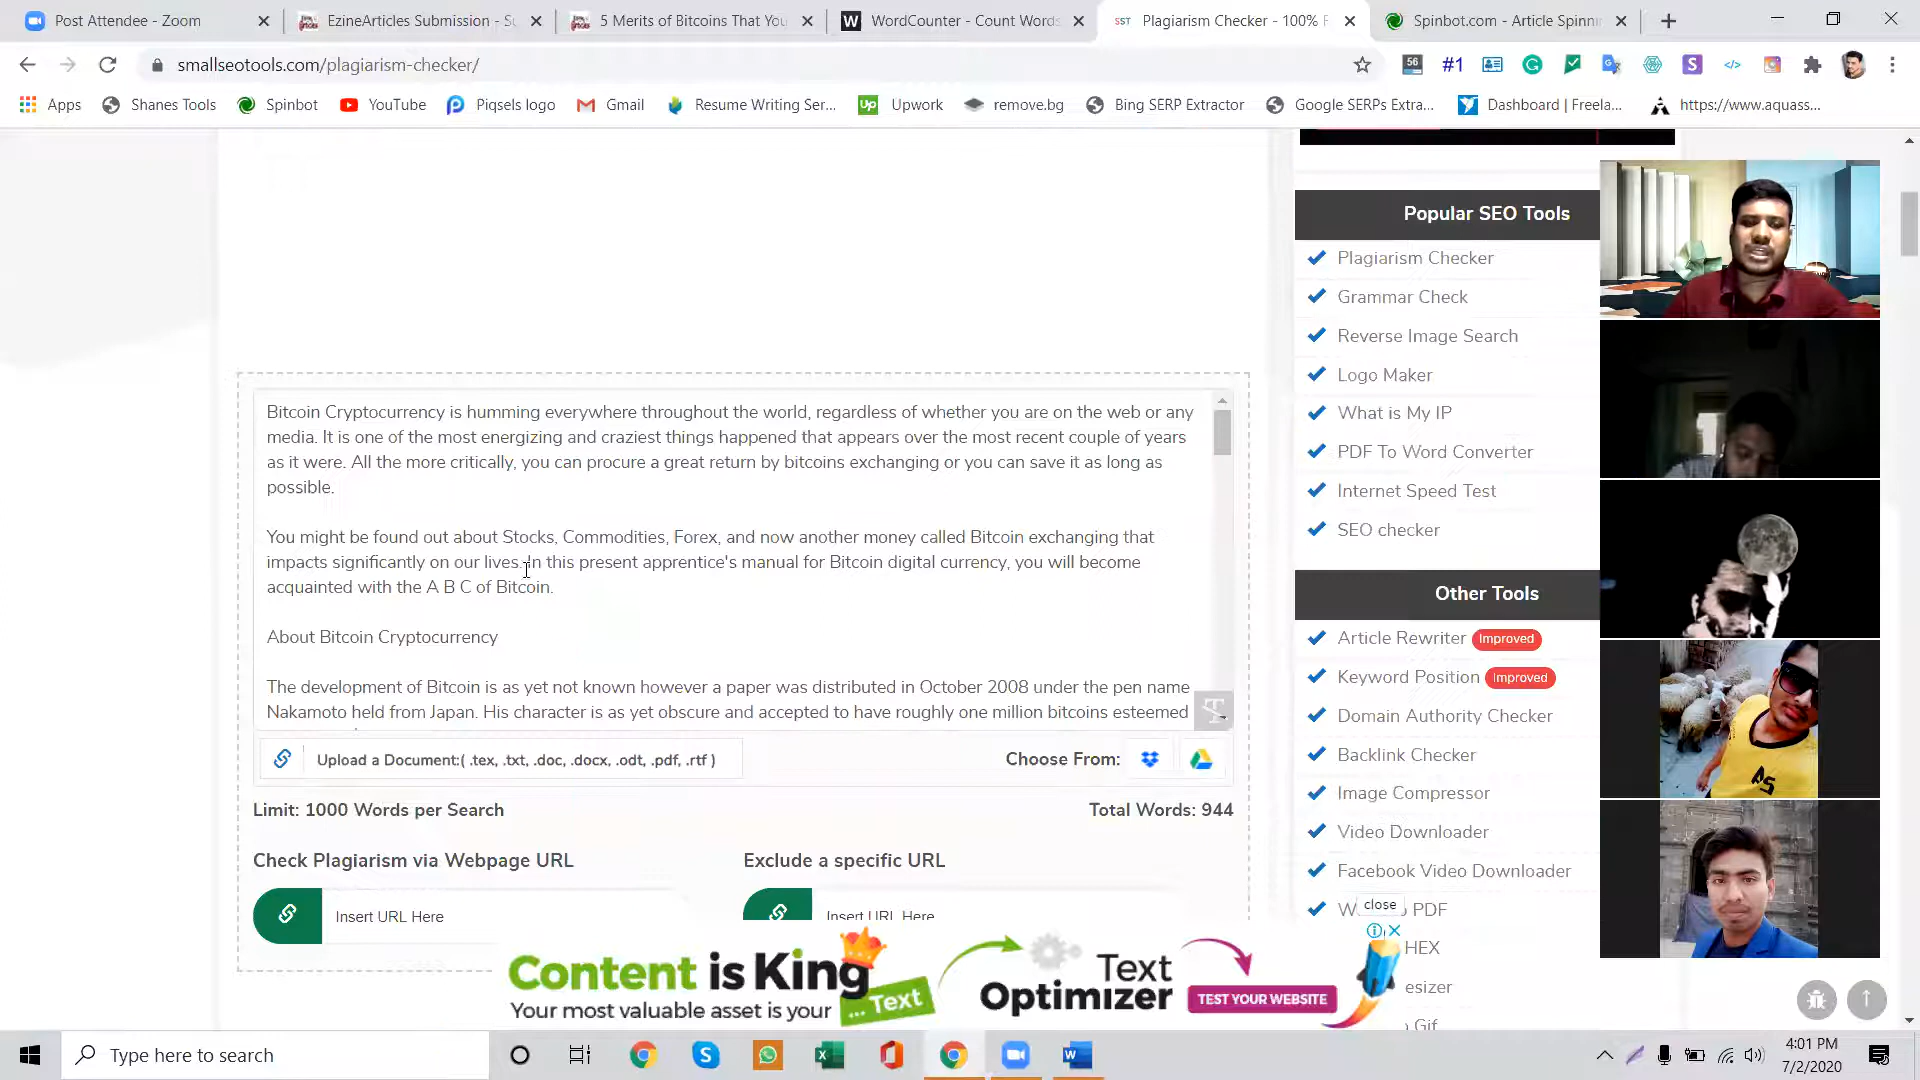 Post Attendee - Zoom
EzineArticles Submission - Su
5 Merits of Bitcoins That You
WordCounter - Count Words
SST
Plagiarism Checker - 100% F
Spinbot.com - Article Spinni
smallseotools.com/plagiarism-checker/
56
#1
Apps
Shanes Tools
Spinbot
YouTube
Piqsels logo
Gmail
Resume Writing Ser...
Up
Upwork
remove.bg
Bing SERP Extractor
Google SERPs Extra...
Dashboard | Freela...
https://www.aquass...
Bitcoin Cryptocurrency is humming everywhere throughout the world, regardless of whether you are on the web or any
media. It is one of the most energizing and craziest things happened that appears over the most recent couple of years
as it were. All the more critically, you can procure a great return by bitcoins exchanging or you can save it as long as
possible.
You might be found out about Stocks, Commodities, Forex, and now another money called Bitcoin exchanging that
impacts significantly on our lives. In this present apprentice's manual for Bitcoin digital currency, you will become
acquainted with the A B C of Bitcoin.
About Bitcoin Cryptocurrency
The development of Bitcoin is as yet not known however a paper was distributed in October 2008 under the pen name
Nakamoto held from Japan. His character is as yet obscure and accepted to have roughly one million bitcoins esteemed
Upload a Document:( .tex, .txt, .doc, .docx, .odt, .pdf, .rtf )
Choose From:
Limit: 1000 Words per Search
Total Words: 944
Check Plagiarism via Webpage URL
Exclude a specific URL
Insert URL Here
Insert URL Here
Popular SEO Tools
Plagiarism Checker
Grammar Check
Reverse Image Search
Logo Maker
What is My IP
PDF To Word Converter
Internet Speed Test
SEO checker
Other Tools
Article Rewriter Improved
Keyword Position Improved
Domain Authority Checker
Backlink Checker
Image Compressor
Video Downloader
Facebook Video Downloader
PDF
close
HEX
esizer
Gif
Content is King
Your most valuable asset is your
... Text
Text
Optimizer
TEST YOUR WEBSITE
AS
Type here to search
4:01 PM
7/2/2020